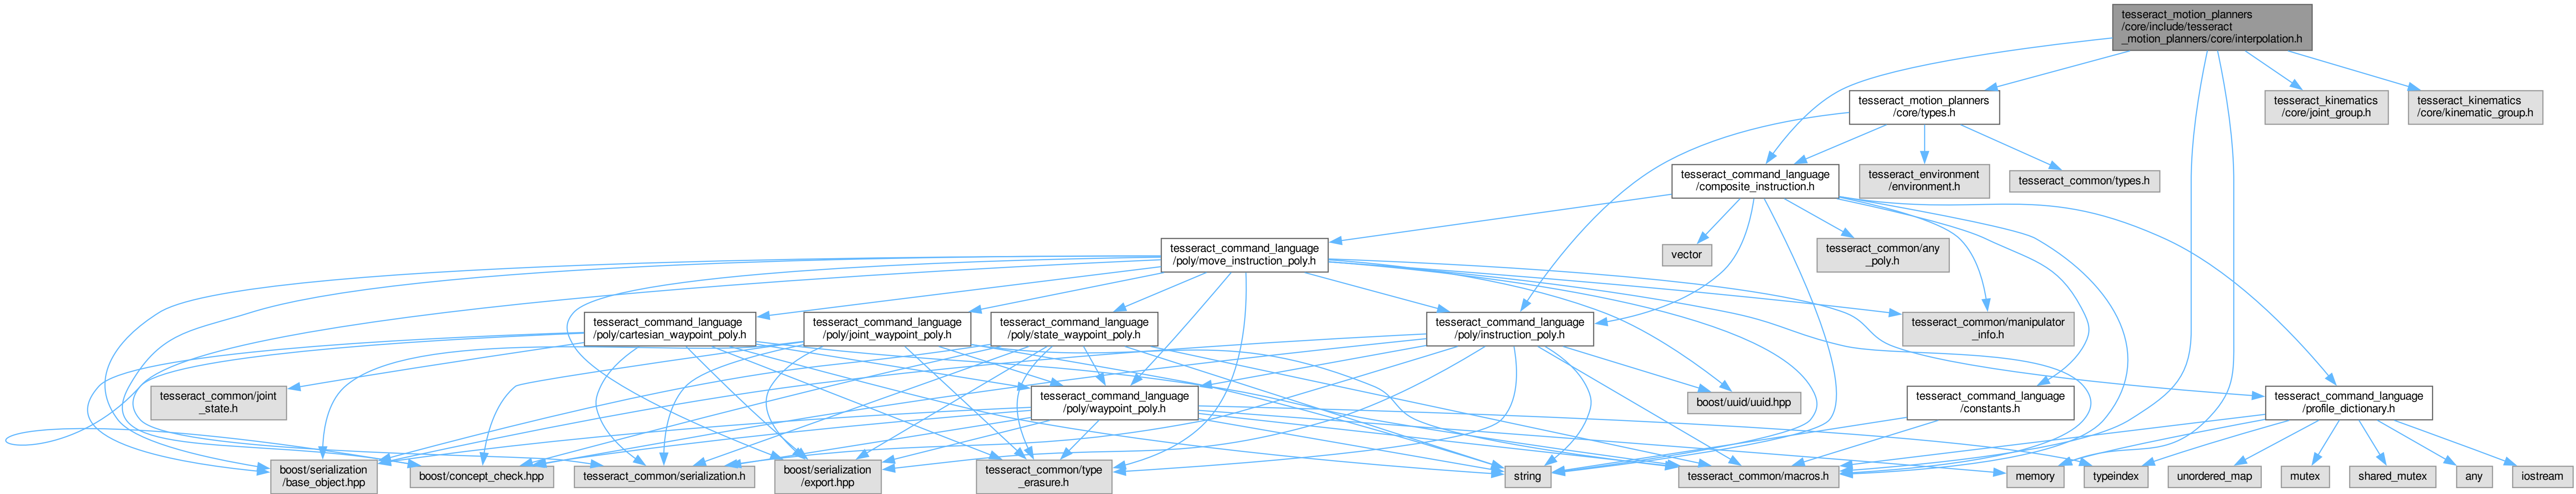 tesseract_motion_planners
/core/include/tesseract
_motion_planners/core/interpolation.h
tesseract_motion_planners
/core/types.h
tesseract_kinematics
/core/joint_group.h
tesseract_kinematics
/core/kinematic_group.h
tesseract_command_language
/composite_instruction.h
tesseract_environment
/environment.h
tesseract_common/types.h
tesseract_command_language
/poly/move_instruction_poly.h
vector
tesseract_common/any
_poly.h
tesseract_command_language
/poly/cartesian_waypoint_poly.h
tesseract_command_language
/poly/joint_waypoint_poly.h
tesseract_command_language
/poly/state_waypoint_poly.h
tesseract_command_language
/poly/instruction_poly.h
tesseract_common/manipulator
_info.h
tesseract_common/joint
_state.h
tesseract_command_language
/poly/waypoint_poly.h
boost/uuid/uuid.hpp
tesseract_command_language
/constants.h
tesseract_command_language
/profile_dictionary.h
boost/serialization
/base_object.hpp
boost/concept_check.hpp
tesseract_common/serialization.h
boost/serialization
/export.hpp
tesseract_common/type
_erasure.h
string
tesseract_common/macros.h
memory
typeindex
unordered_map
mutex
shared_mutex
any
iostream